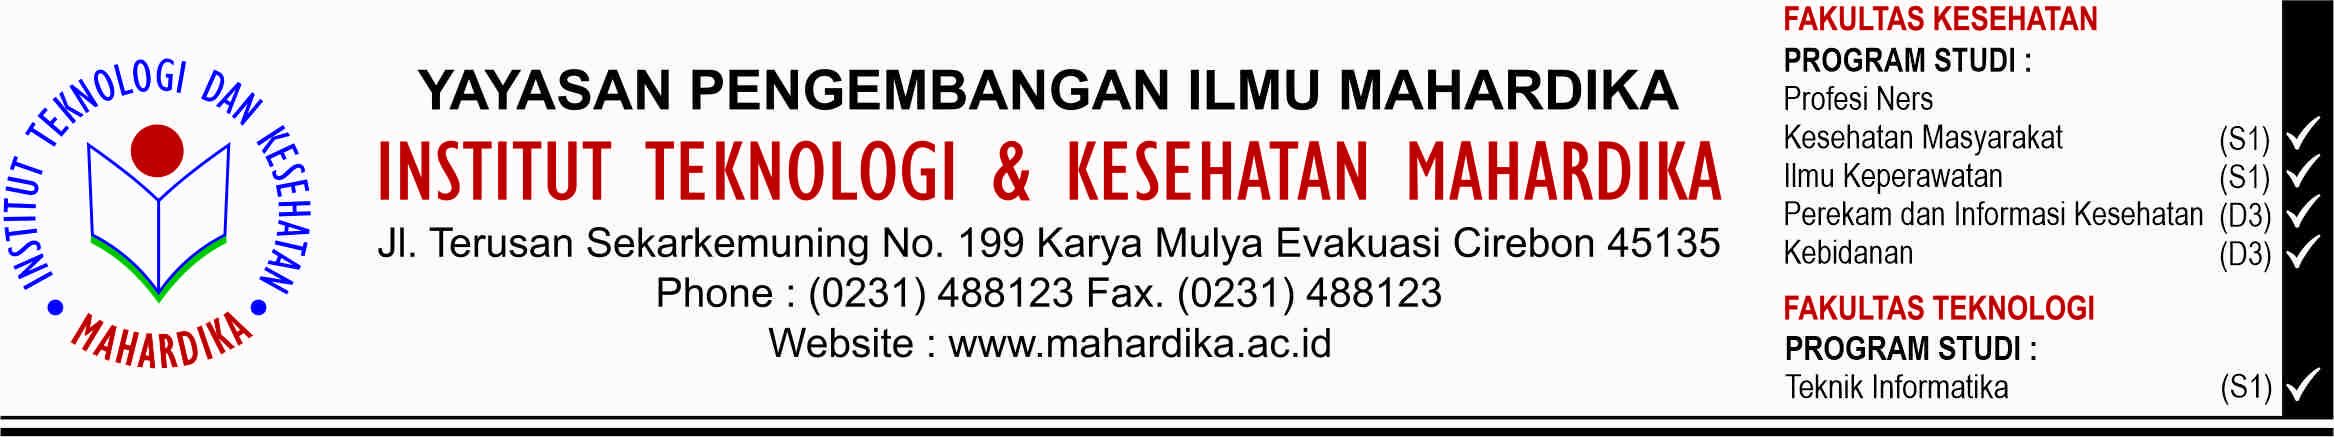 INSTITUT TEKNOLOGI DAN KESEHATAN
MAHARDIKA
YAYASAN PENGEMBANGAN ILMU MAHARDIKA
INSTITUT TEKNOLOGI & KESEHATAN MAHARDIKA
Jl. Terusan Sekarkemuning No. 199 Karya Mulya Evakuasi Cirebon 45135
Phone : (0231) 488123 Fax. (0231) 488123
Website : www.mahardika.ac.id
FAKULTAS KESEHATAN
PROGRAM STUDI :
Profesi Ners
Kesehatan Masyarakat (S1) ✓
Ilmu Keperawatan (S1) ✓
Perekam dan Informasi Kesehatan (D3) ✓
Kebidanan (D3) ✓
FAKULTAS TEKNOLOGI
PROGRAM STUDI :
Teknik Informatika (S1) ✓